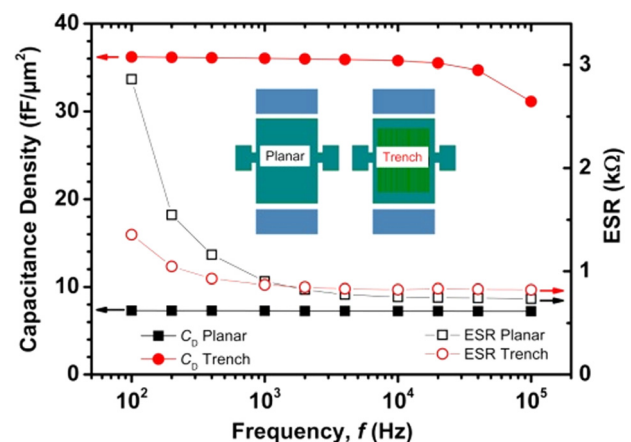 Capacitance Density (fF/µm²)
40
30
20
10
0
3
2
1
0
ESR (kΩ)
Planar
Trench
C_D Planar
C_D Trench
ESR Planar
ESR Trench
10² 10³ 10⁴ 10⁵
Frequency, f (Hz)